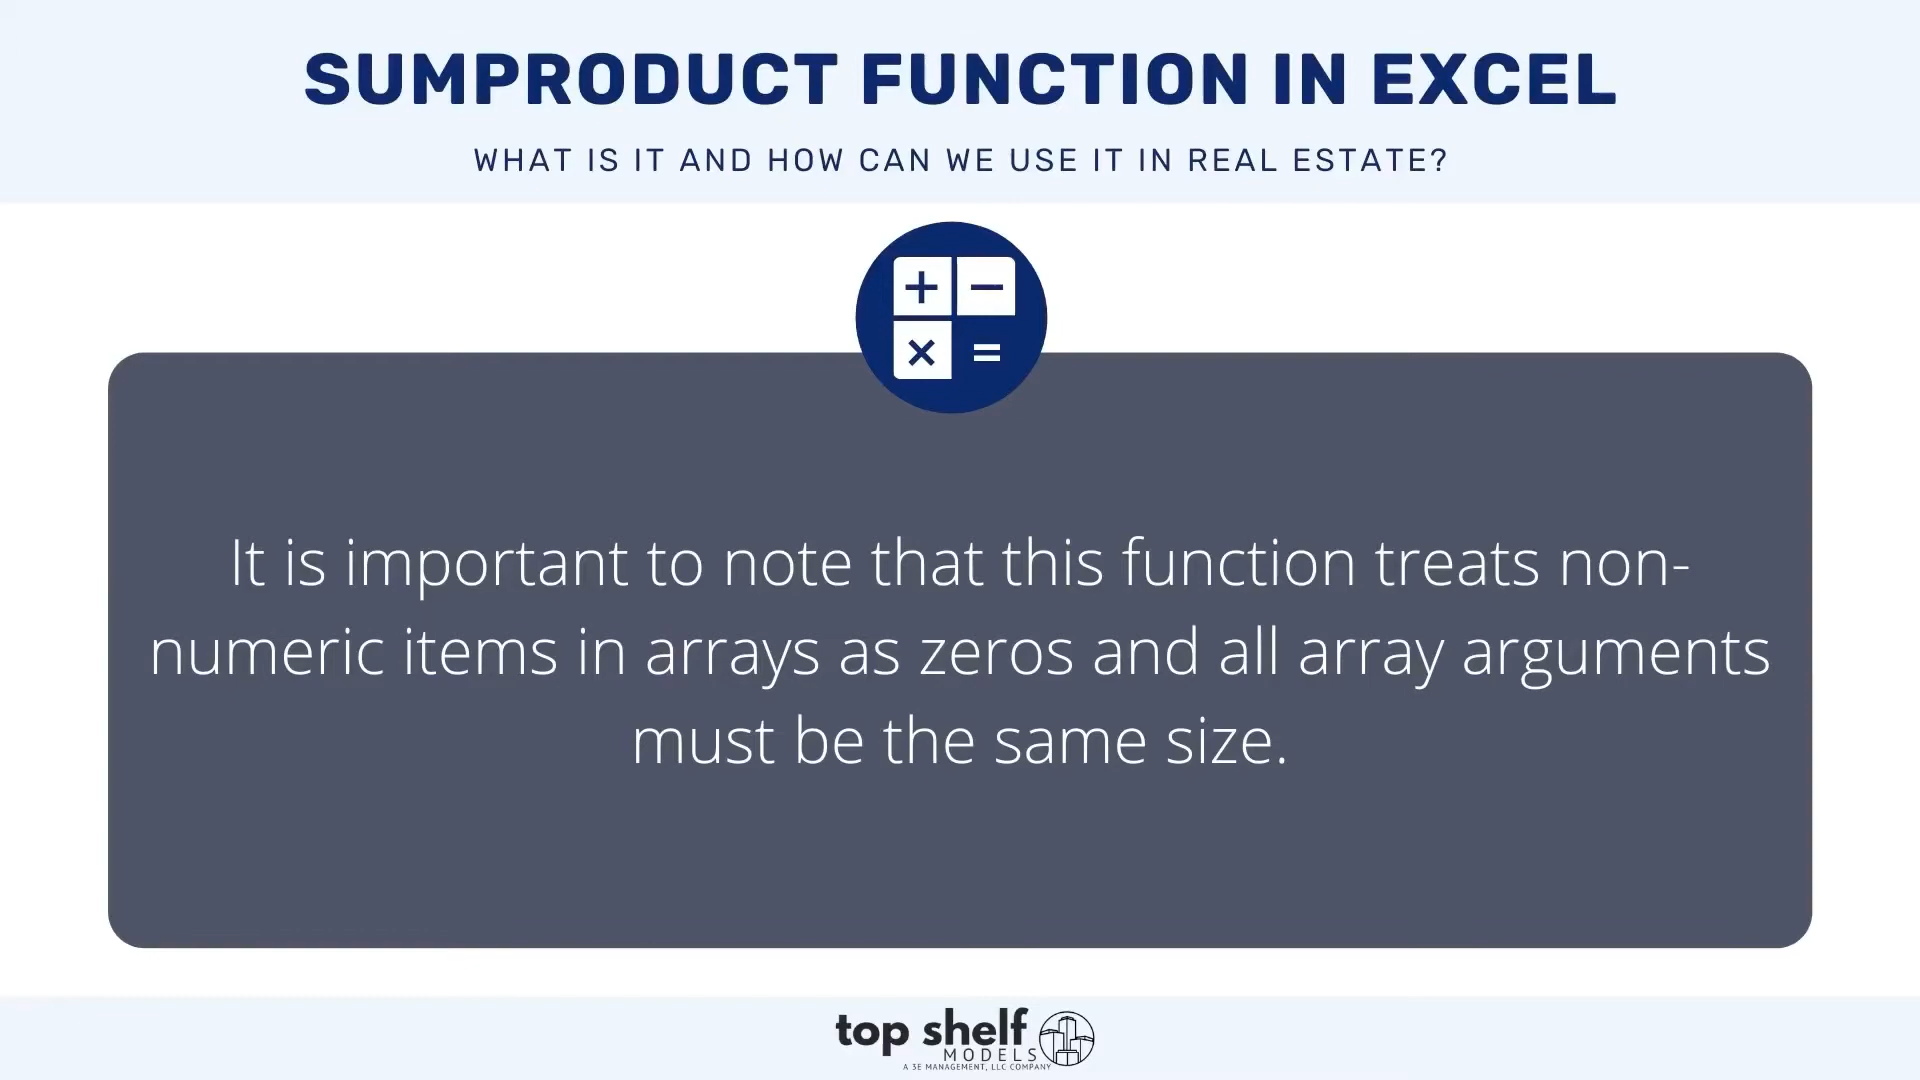 SUMPRODUCT FUNCTION IN EXCEL
WHAT IS IT AND HOW CAN WE USE IT IN REAL ESTATE?
+ −
× =
It is important to note that this function treats non-
numeric items in arrays as zeros and all array arguments
must be the same size.
top shelf
MODELS
A 3E MANAGEMENT, LLC COMPANY